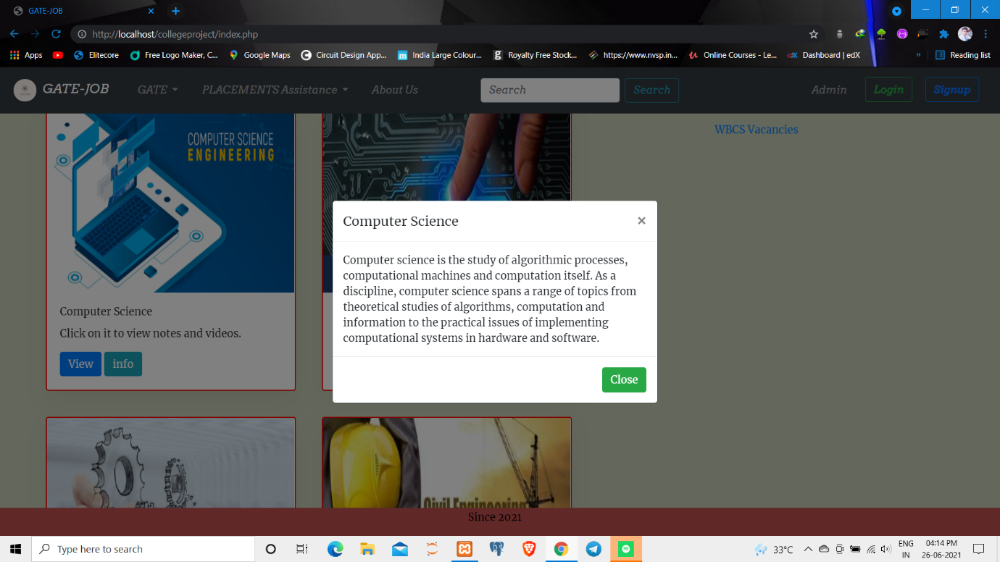 GATE-JOB
http://localhost/collegeproject/index.php
Apps
Elitecore
Free Logo Maker, C...
Google Maps
Circuit Design App...
India Large Colour...
Royalty Free Stock...
https://www.nvsp.in...
Online Courses - Le...
Dashboard | edX
»
Reading list
GATE-JOB
GATE
PLACEMENTS Assistance
About Us
Search
Search
Admin
Login
Signup
COMPUTER SCIENCE
ENGINEERING
WBCS Vacancies
Computer Science
×
Computer science is the study of algorithmic processes,
computational machines and computation itself. As a
discipline, computer science spans a range of topics from
theoretical studies of algorithms, computation and
information to the practical issues of implementing
computational systems in hardware and software.
Close
Computer Science
Click on it to view notes and videos.
View
info
Civil Engineering
Since 2021
Type here to search
33°C
ENG
IN
04:14 PM
26-06-2021